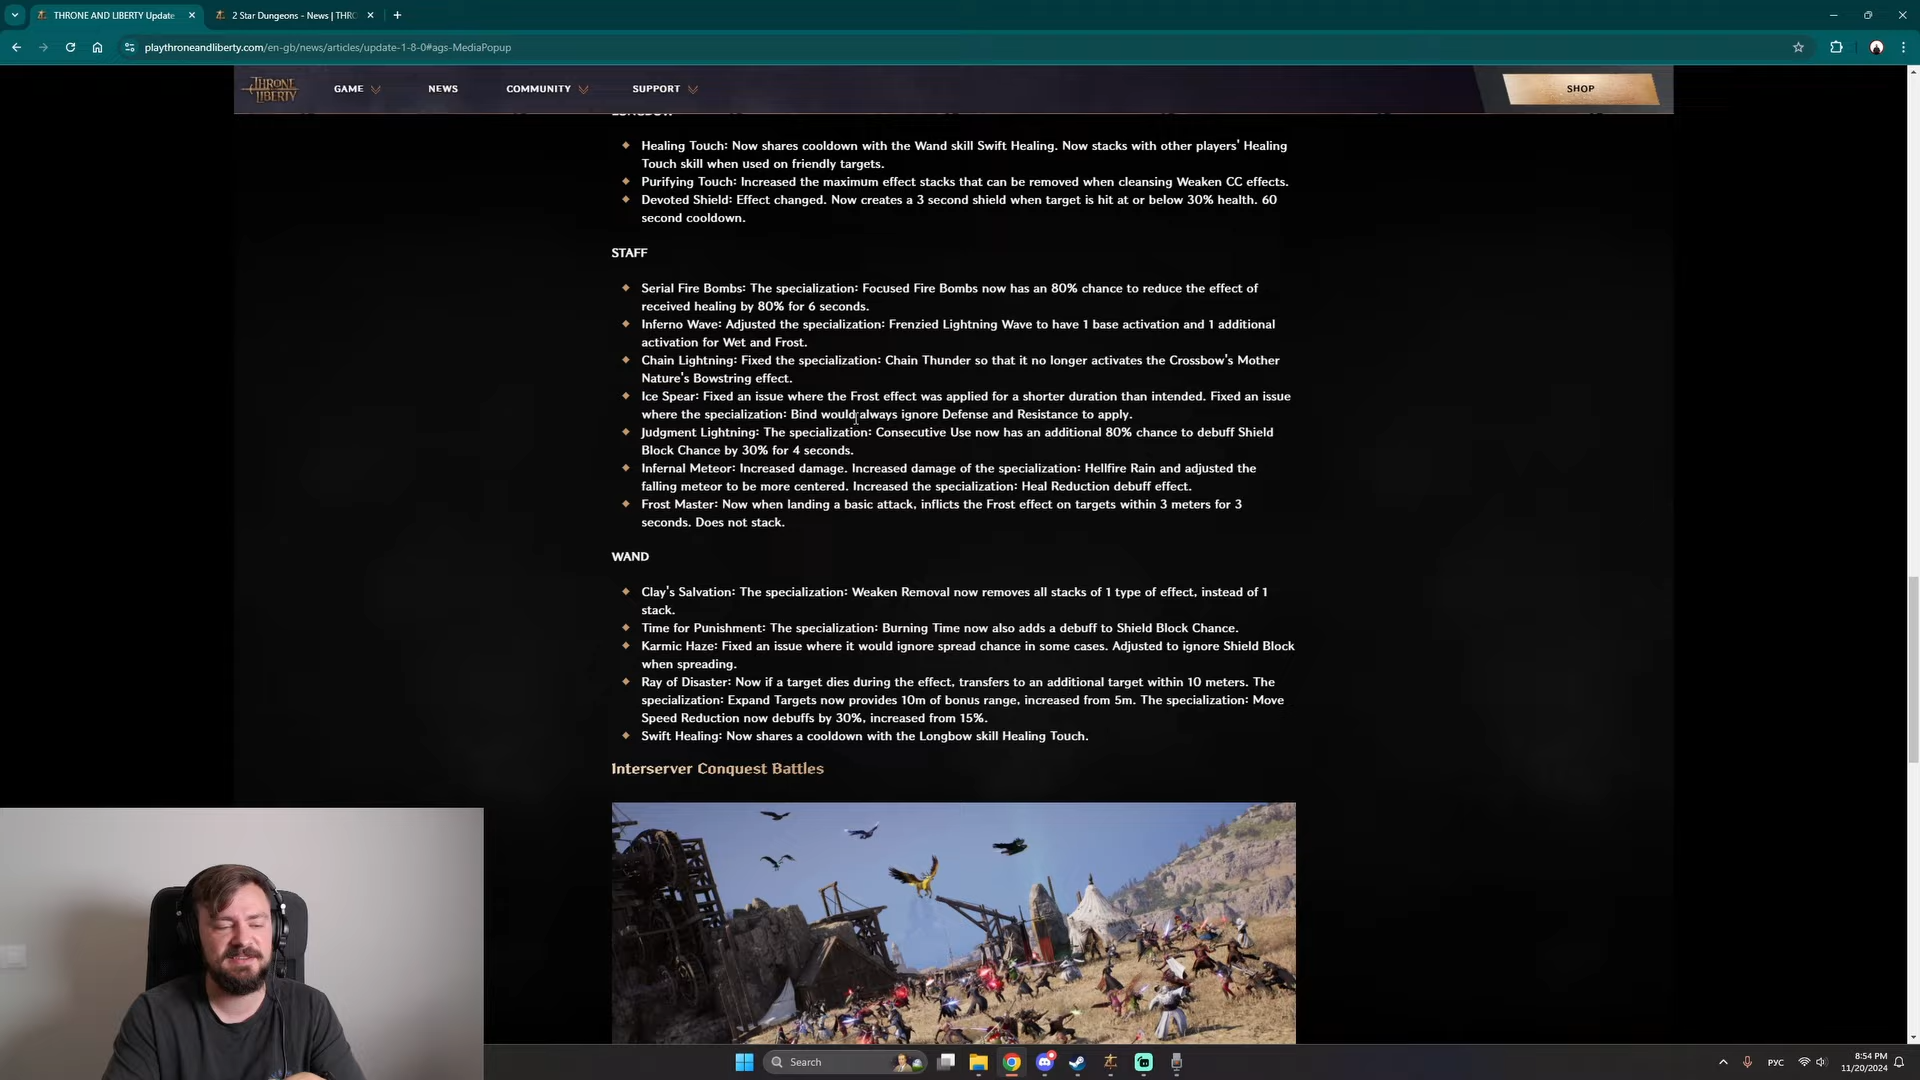 THRONE AND LIBERTY Update
2 Star Dungeons - News | THRO
playthroneandliberty.com/en-gb/news/articles/update-1-8-0#ags-MediaPopup
THRONE LIBERTY
GAME
NEWS
COMMUNITY
SUPPORT
SHOP
LONGBOW
Healing Touch: Now shares cooldown with the Wand skill Swift Healing. Now stacks with other players' Healing
Touch skill when used on friendly targets.
Purifying Touch: Increased the maximum effect stacks that can be removed when cleansing Weaken CC effects.
Devoted Shield: Effect changed. Now creates a 3 second shield when target is hit at or below 30% health. 60
second cooldown.
STAFF
Serial Fire Bombs: The specialization: Focused Fire Bombs now has an 80% chance to reduce the effect of
received healing by 80% for 6 seconds.
Inferno Wave: Adjusted the specialization: Frenzied Lightning Wave to have 1 base activation and 1 additional
activation for Wet and Frost.
Chain Lightning: Fixed the specialization: Chain Thunder so that it no longer activates the Crossbow's Mother
Nature's Bowstring effect.
Ice Spear: Fixed an issue where the Frost effect was applied for a shorter duration than intended. Fixed an issue
where the specialization: Bind would always ignore Defense and Resistance to apply.
Judgment Lightning: The specialization: Consecutive Use now has an additional 80% chance to debuff Shield
Block Chance by 30% for 4 seconds.
Infernal Meteor: Increased damage. Increased damage of the specialization: Hellfire Rain and adjusted the
falling meteor to be more centered. Increased the specialization: Heal Reduction debuff effect.
Frost Master: Now when landing a basic attack, inflicts the Frost effect on targets within 3 meters for 3
seconds. Does not stack.
WAND
Clay's Salvation: The specialization: Weaken Removal now removes all stacks of 1 type of effect, instead of 1
stack.
Time for Punishment: The specialization: Burning Time now also adds a debuff to Shield Block Chance.
Karmic Haze: Fixed an issue where it would ignore spread chance in some cases. Adjusted to ignore Shield Block
when spreading.
Ray of Disaster: Now if a target dies during the effect, transfers to an additional target within 10 meters. The
specialization: Expand Targets now provides 10m of bonus range, increased from 5m. The specialization: Move
Speed Reduction now debuffs by 30%, increased from 15%.
Swift Healing: Now shares a cooldown with the Longbow skill Healing Touch.
Interserver Conquest Battles
Search
РУС
8:54 PM
11/20/2024